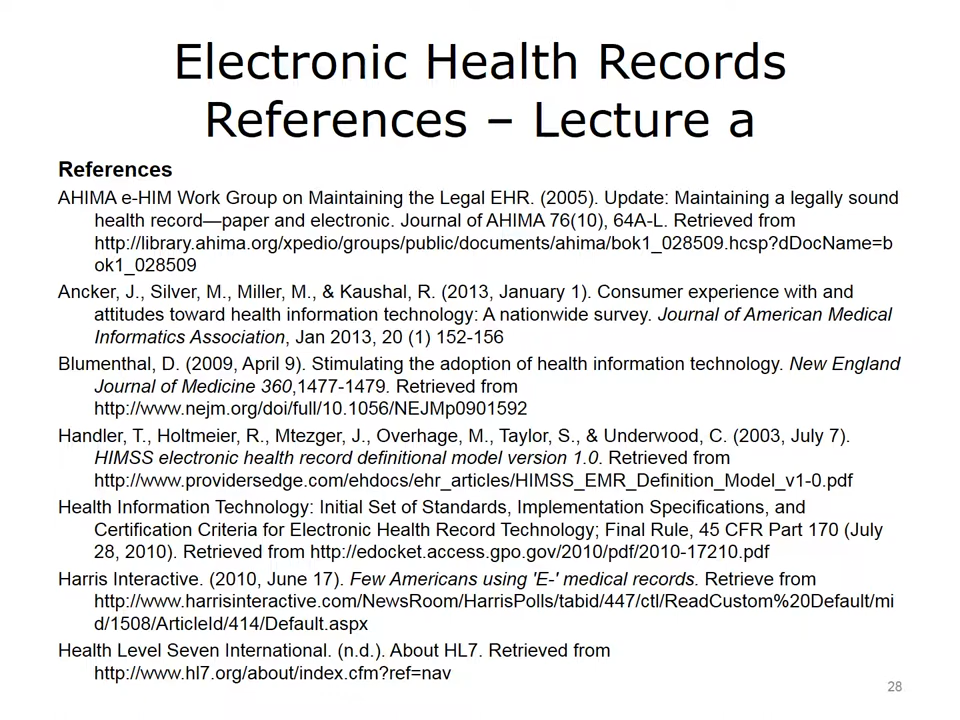 Electronic Health Records
References – Lecture a
References
AHIMA e-HIM Work Group on Maintaining the Legal EHR. (2005). Update: Maintaining a legally sound
health record—paper and electronic. Journal of AHIMA 76(10), 64A-L. Retrieved from
http://library.ahima.org/xpedio/groups/public/documents/ahima/bok1_028509.hcsp?dDocName=b
ok1_028509
Ancker, J., Silver, M., Miller, M., & Kaushal, R. (2013, January 1). Consumer experience with and
attitudes toward health information technology: A nationwide survey. Journal of American Medical
Informatics Association, Jan 2013, 20 (1) 152-156
Blumenthal, D. (2009, April 9). Stimulating the adoption of health information technology. New England
Journal of Medicine 360,1477-1479. Retrieved from
http://www.nejm.org/doi/full/10.1056/NEJMp0901592
Handler, T., Holtmeier, R., Mtezger, J., Overhage, M., Taylor, S., & Underwood, C. (2003, July 7).
HIMSS electronic health record definitional model version 1.0. Retrieved from
http://www.providersedge.com/ehdocs/ehr_articles/HIMSS_EMR_Definition_Model_v1-0.pdf
Health Information Technology: Initial Set of Standards, Implementation Specifications, and
Certification Criteria for Electronic Health Record Technology; Final Rule, 45 CFR Part 170 (July
28, 2010). Retrieved from http://edocket.access.gpo.gov/2010/pdf/2010-17210.pdf
Harris Interactive. (2010, June 17). Few Americans using 'E-' medical records. Retrieve from
http://www.harrisinteractive.com/NewsRoom/HarrisPolls/tabid/447/ctl/ReadCustom%20Default/mi
d/1508/ArticleId/414/Default.aspx
Health Level Seven International. (n.d.). About HL7. Retrieved from
http://www.hl7.org/about/index.cfm?ref=nav
28